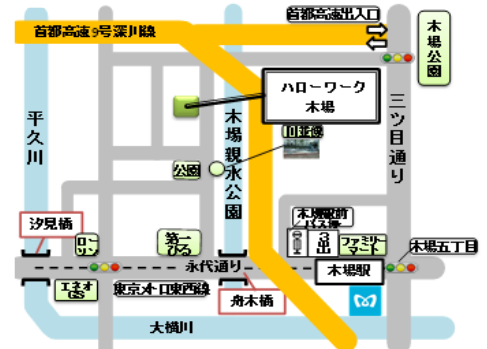 首都高速9号深川線
首都高速出入口
木場公園
ハローワーク
木場
平久川
木場親水公園
三ツ目通り
公園
木場駅前
バス停
汐見橋
ローソン
第一
びる
3出
ファミリー
マート
木場五丁目
永代通り
木場駅
エネオス
GS
東京メトロ東西線
舟木橋
大横川